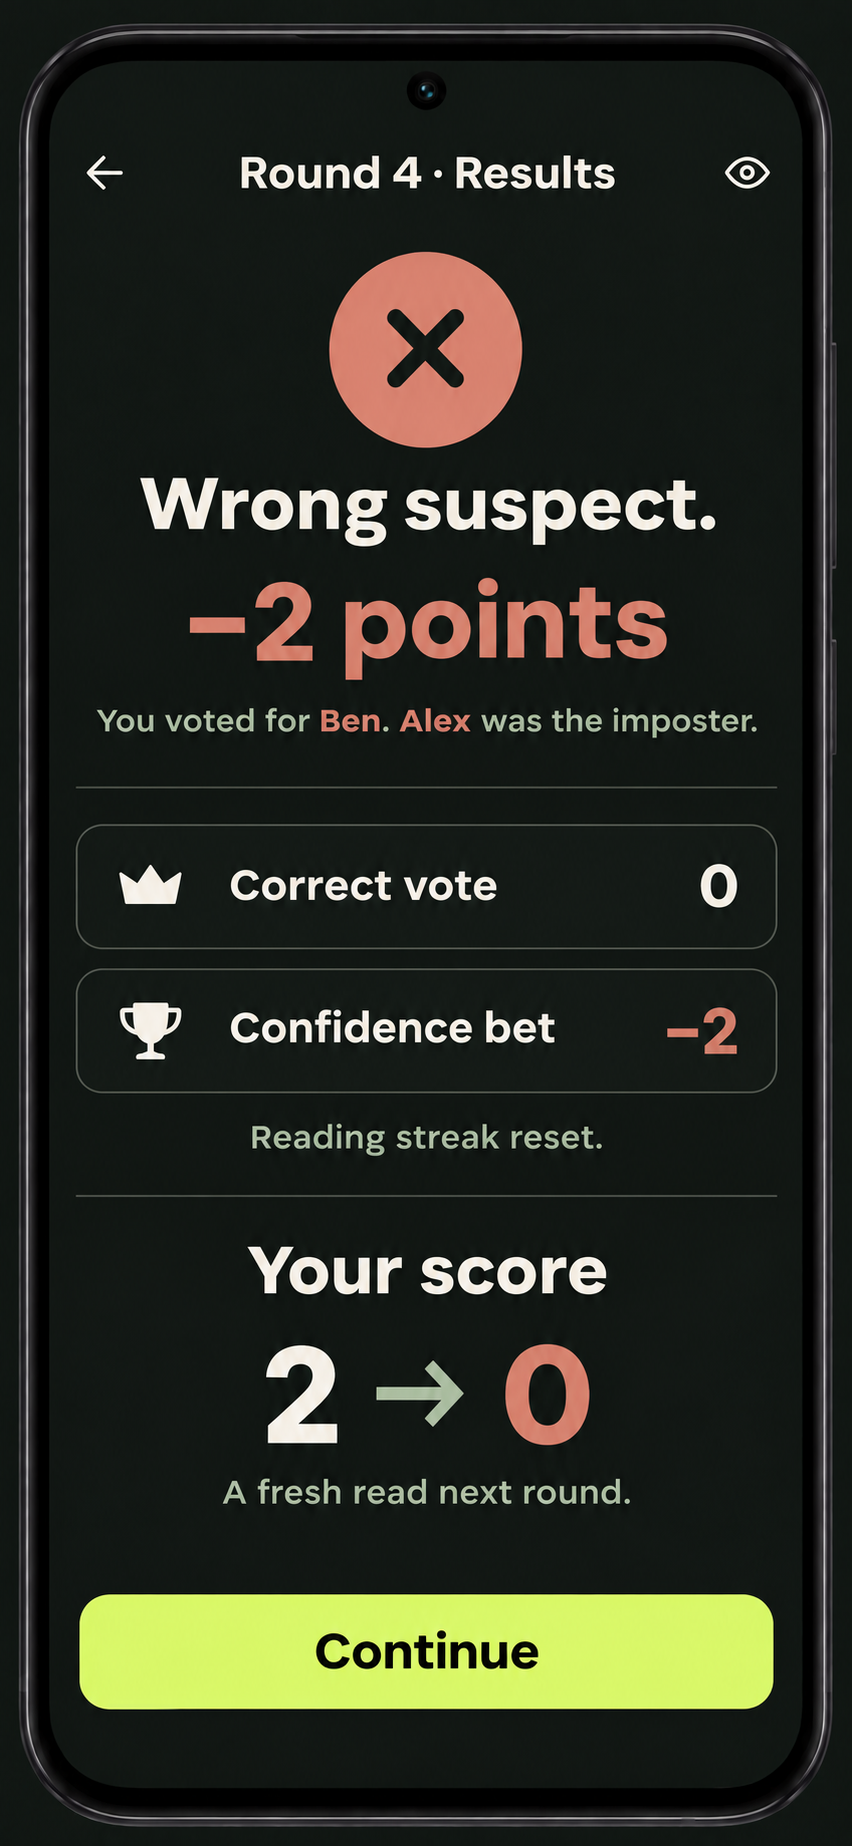 Round 4 · Results
Wrong suspect.
−2 points
You voted for Ben. Alex was the imposter.
Correct vote 0
Confidence bet −2
Reading streak reset.
Your score
2 → 0
A fresh read next round.
Continue